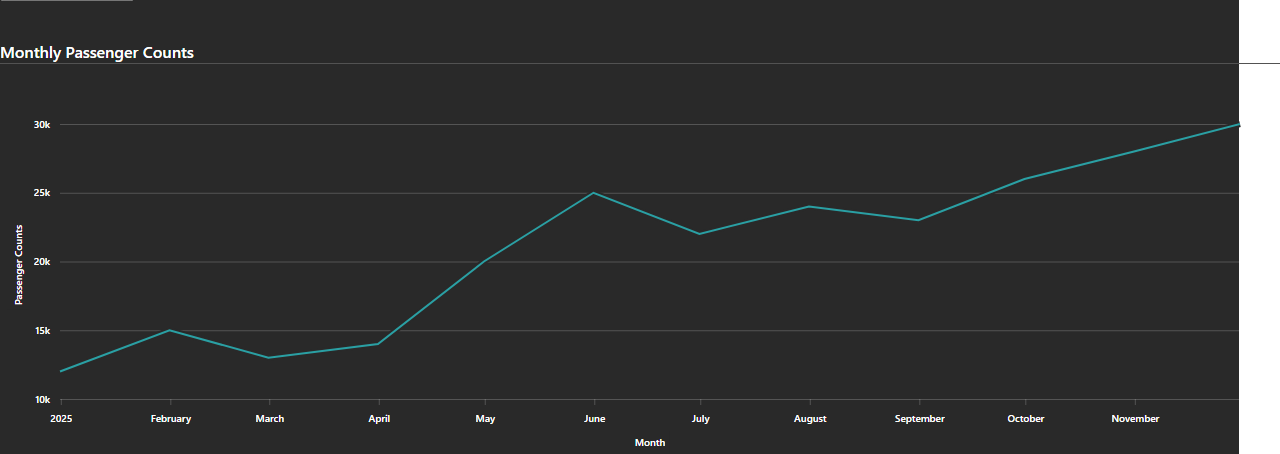 Monthly Passenger Counts
30k
25k
20k
15k
10k
Passenger Counts
2025 February March April May June July August September October November
Month